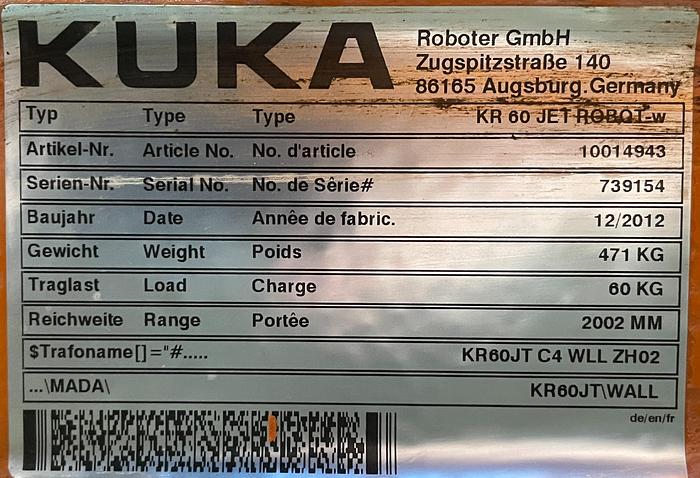 KUKA
Roboter GmbH
Zugspitzstraße 140
86165 Augsburg.Germany
Typ Type Type KR 60 JET ROBOT-w
Artikel-Nr. Article No. No. d'article 10014943
Serien-Nr. Serial No. No. de Sêrie# 739154
Baujahr Date Annêe de fabric. 12/2012
Gewicht Weight Poids 471 KG
Traglast Load Charge 60 KG
Reichweite Range Portêe 2002 MM
$Trafoname[]="#..... KR60JT C4 WLL ZH02
...\MADA\ KR60JT\WALL
de/en/fr